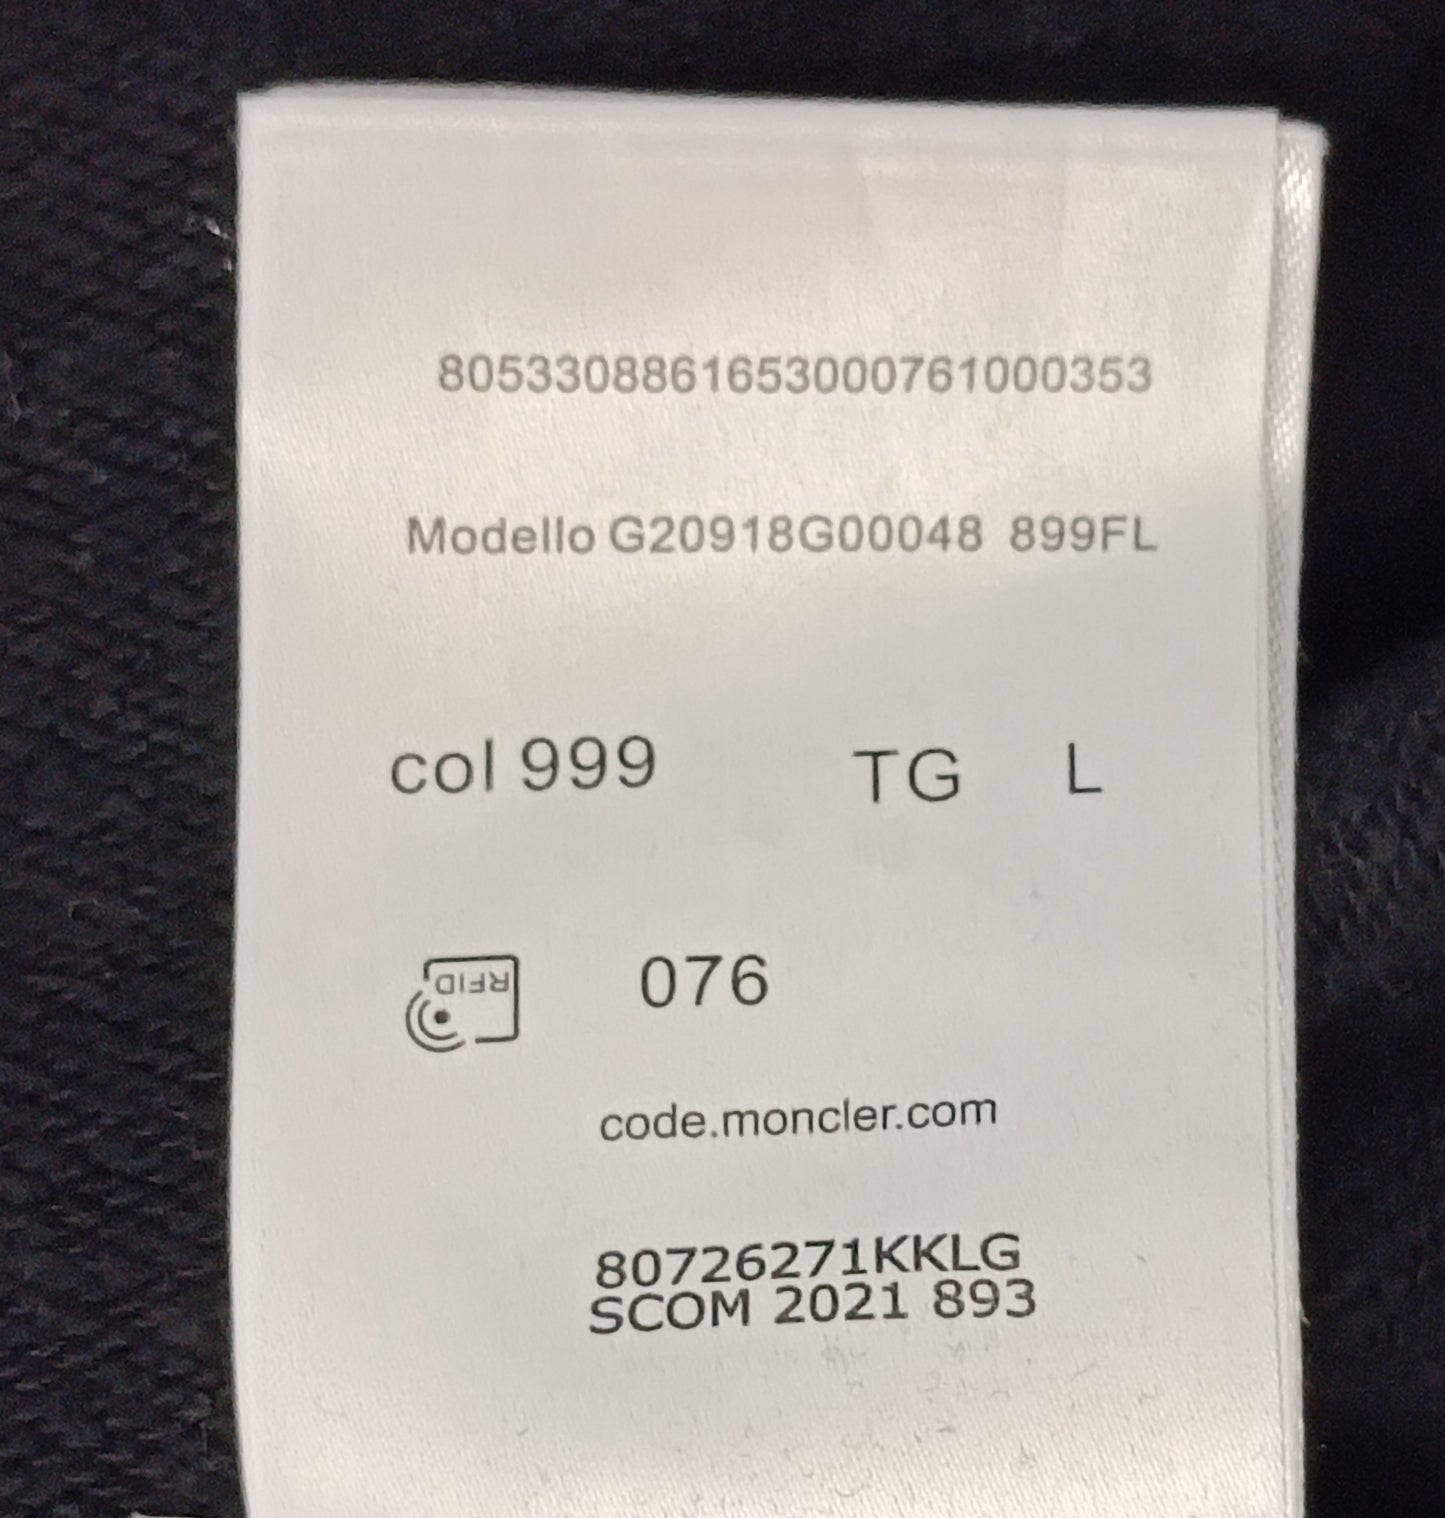 8053308861653000761000353
Modello G20918G00048 899FL
col 999 TG L
RFID 076
code.moncler.com
80726271KKLG
SCOM 2021 893